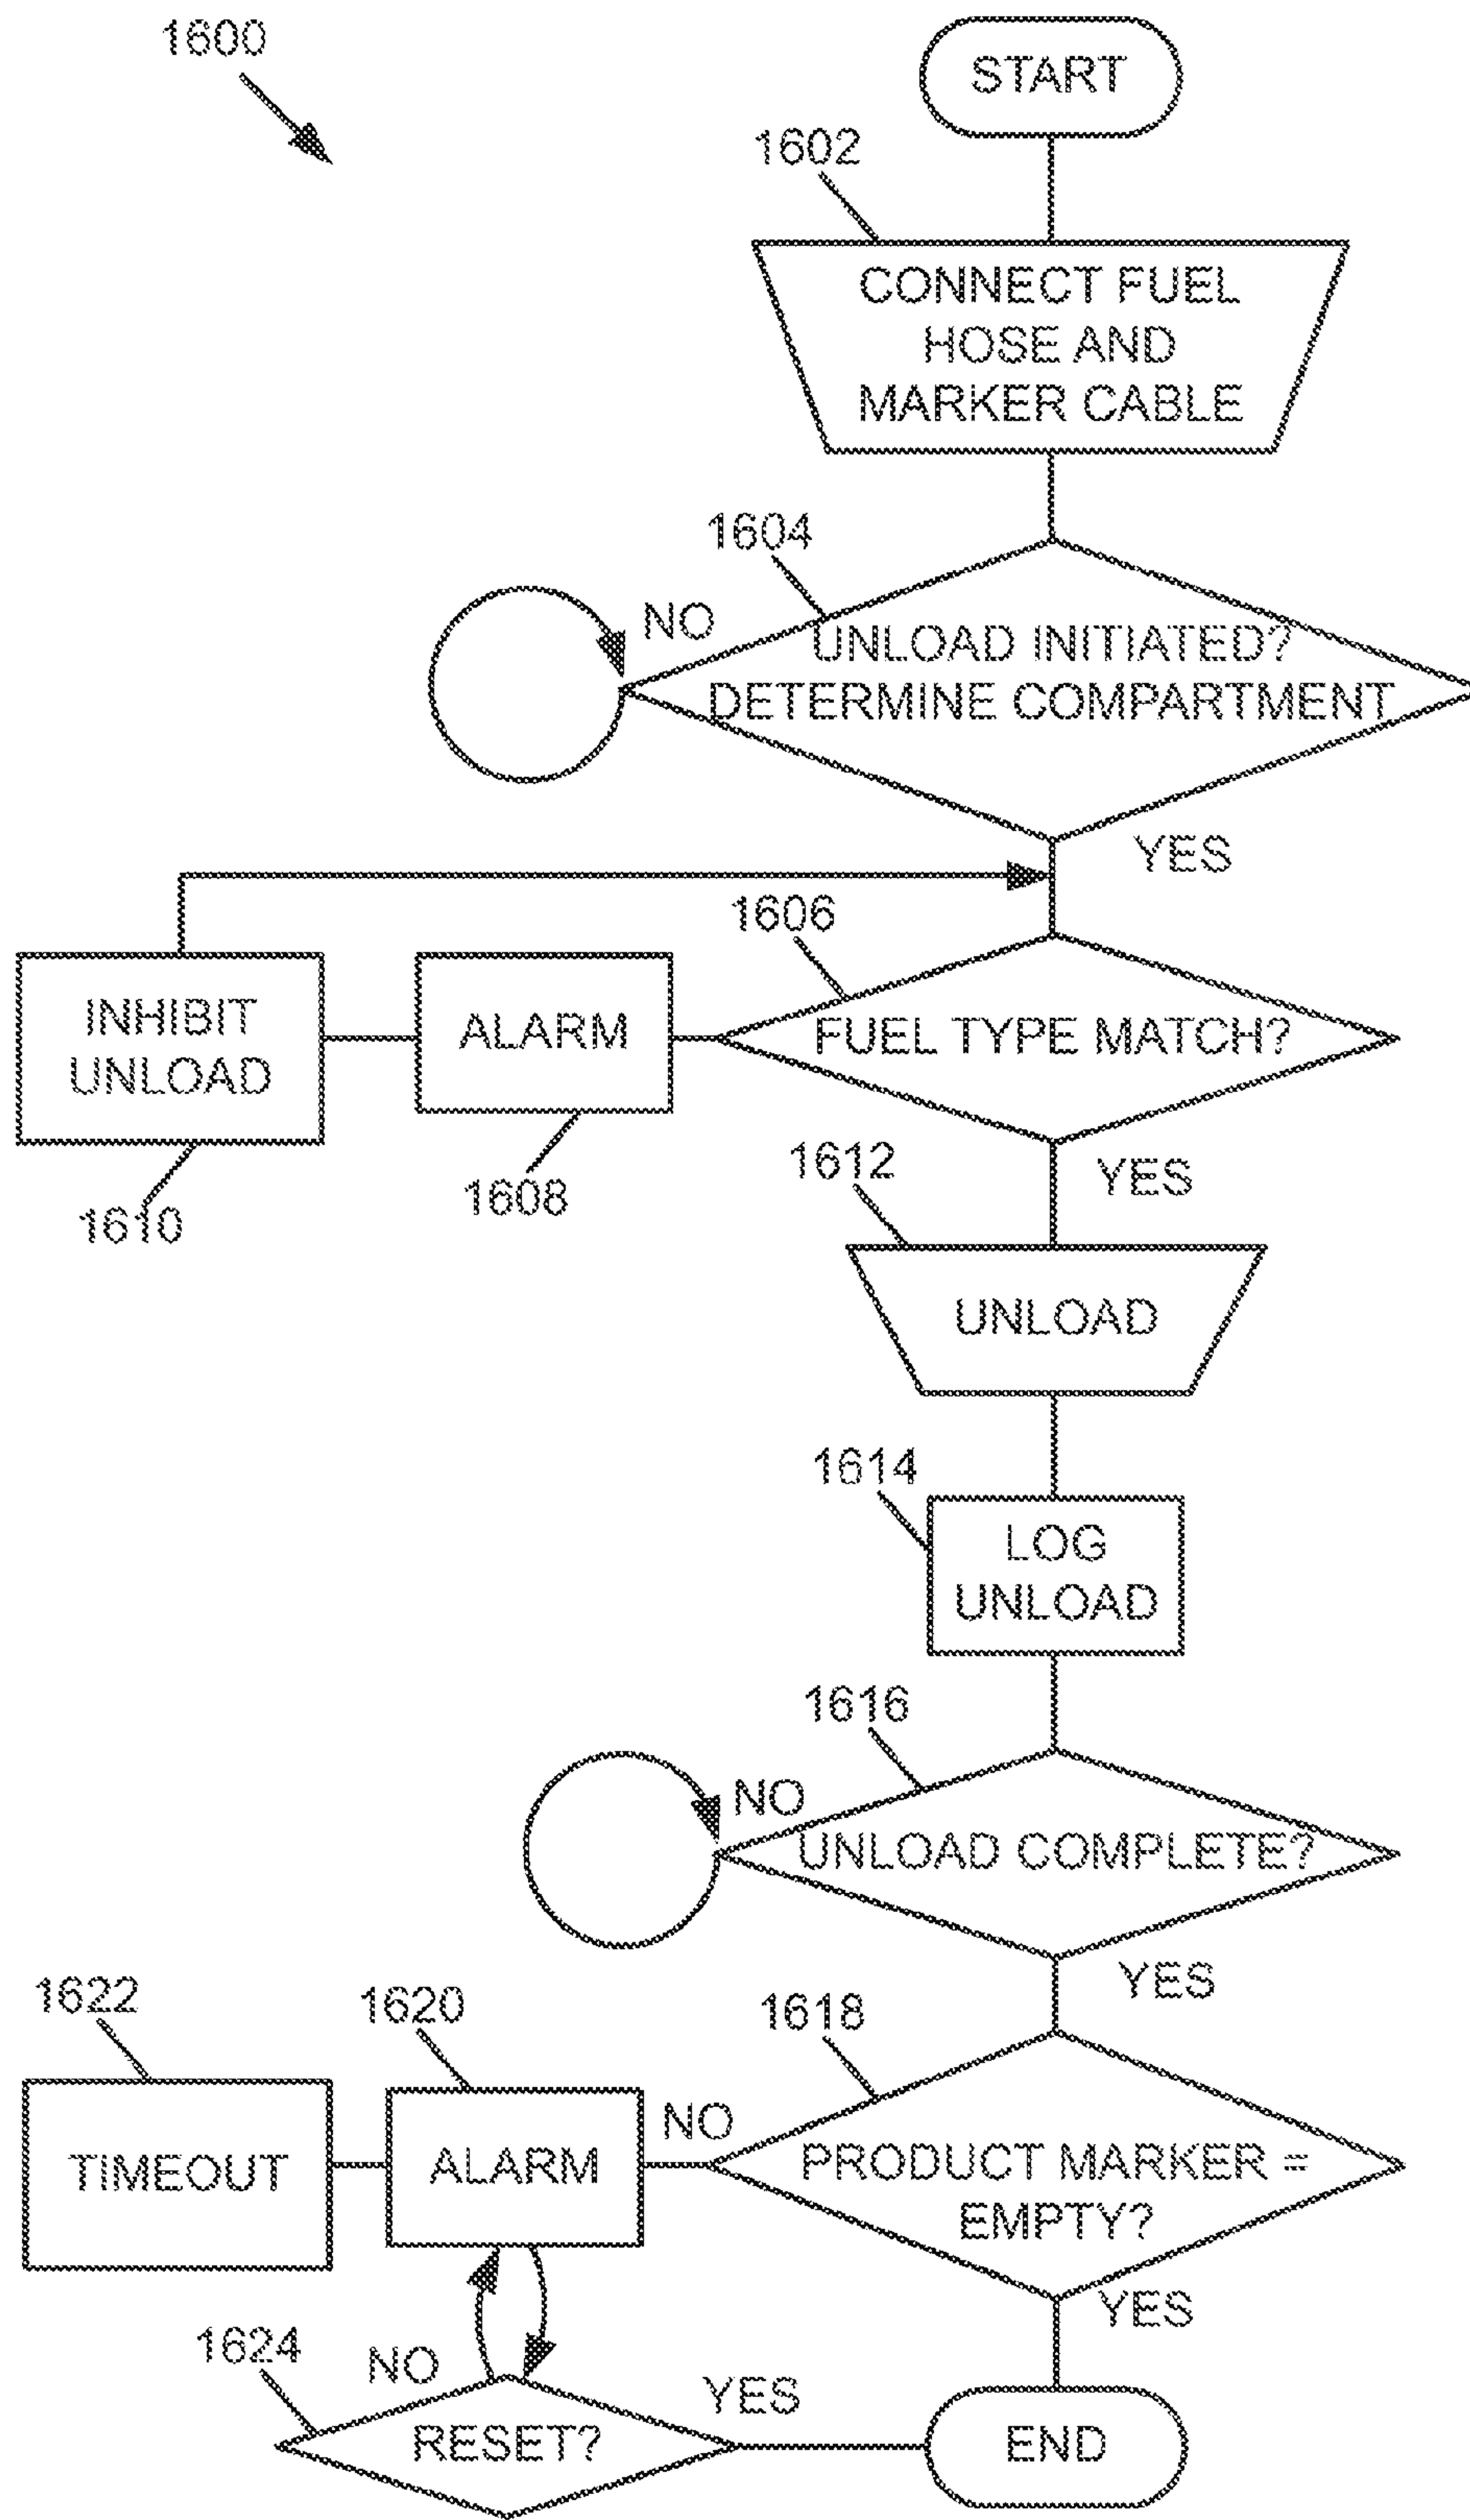 1600
START
1602
CONNECT FUEL
HOSE AND
MARKER CABLE
1604
NO
UNLOAD INITIATED?
DETERMINE COMPARTMENT
YES
1606
INHIBIT
UNLOAD
ALARM
FUEL TYPE MATCH?
1610
1608
1612
YES
UNLOAD
1614
LOG
UNLOAD
1616
NO
UNLOAD COMPLETE?
YES
1622
1620
1618
TIMEOUT
ALARM
NO
PRODUCT MARKER =
EMPTY?
YES
1624
NO
YES
RESET?
END